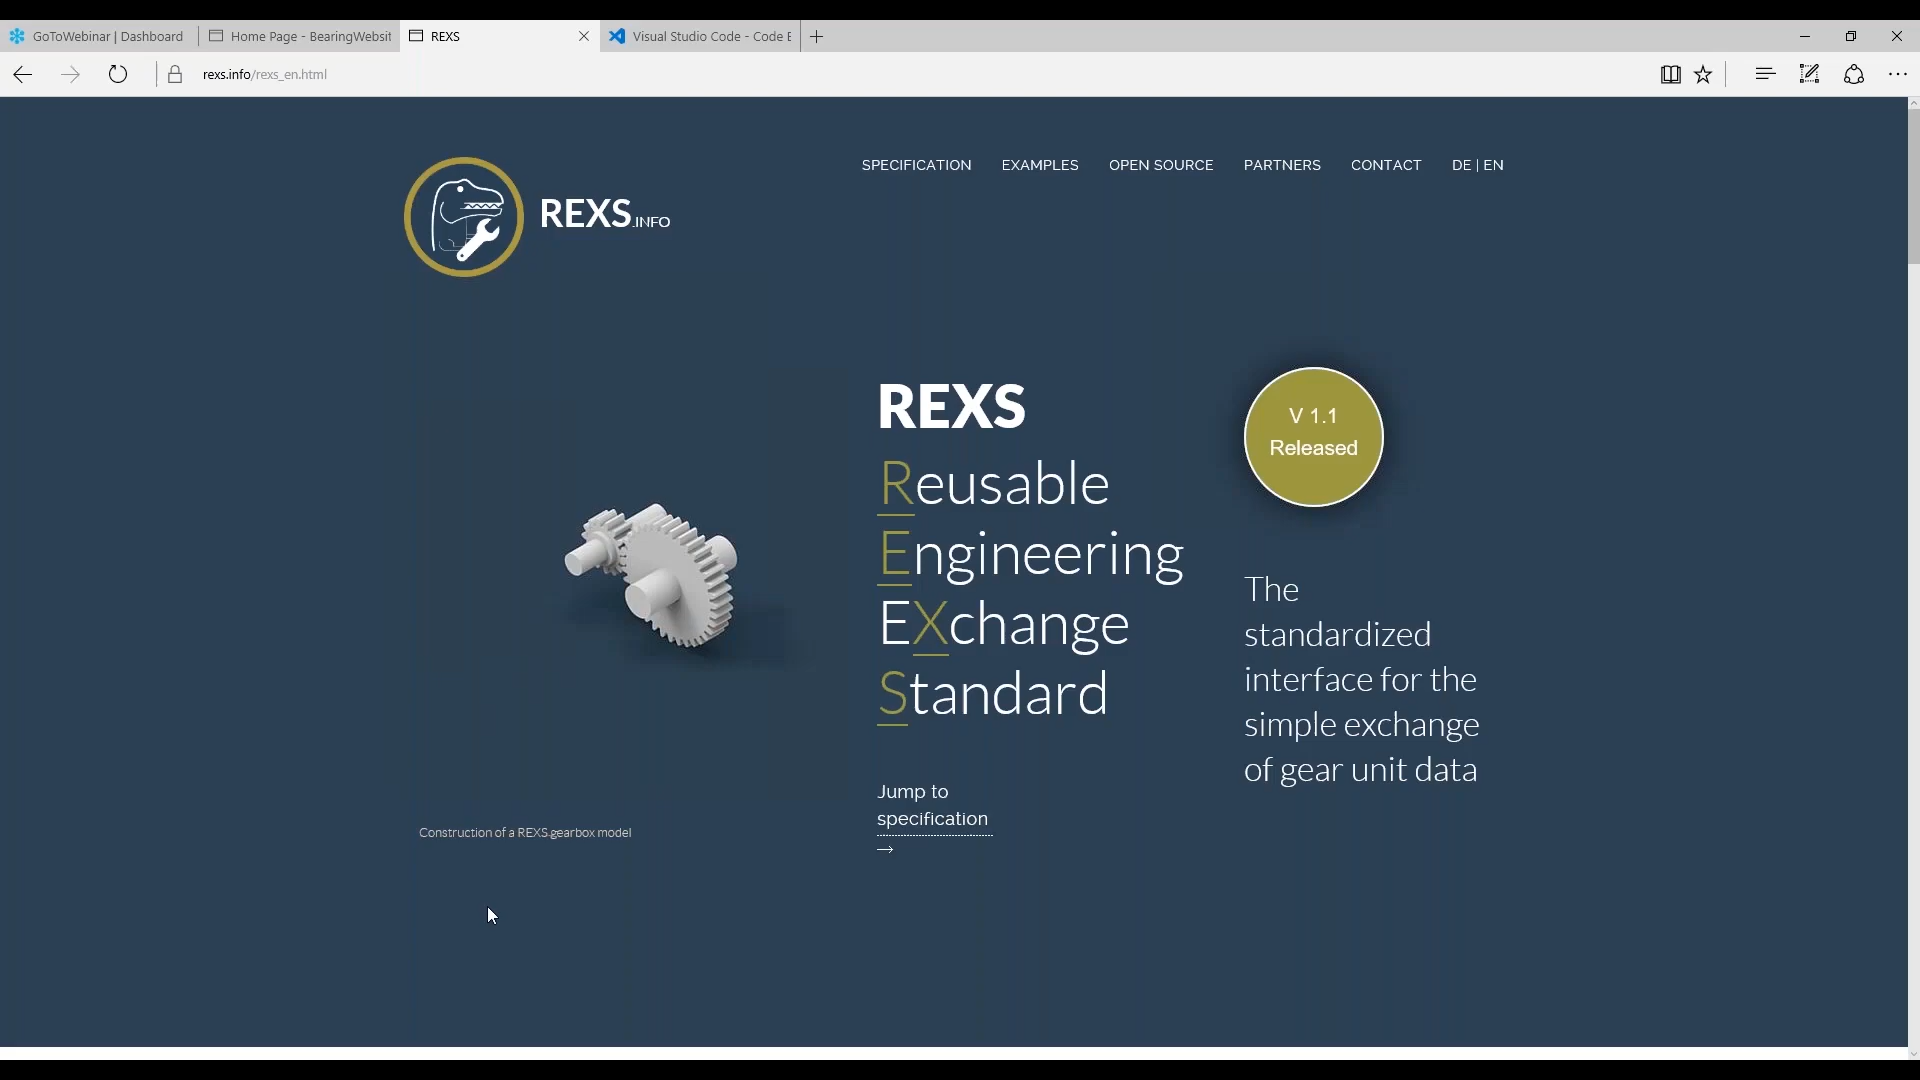 GoToWebinar | Dashboard
Home Page - BearingWebsit
REXS
Visual Studio Code - Code E
rexs.info/rexs_en.html
REXS.INFO
SPECIFICATION
EXAMPLES
OPEN SOURCE
PARTNERS
CONTACT
DE | EN
REXS
Reusable
Engineering
EXchange
Standard
Jump to
specification
→
V 1.1
Released
The
standardized
interface for the
simple exchange
of gear unit data
Construction of a REXS gearbox model